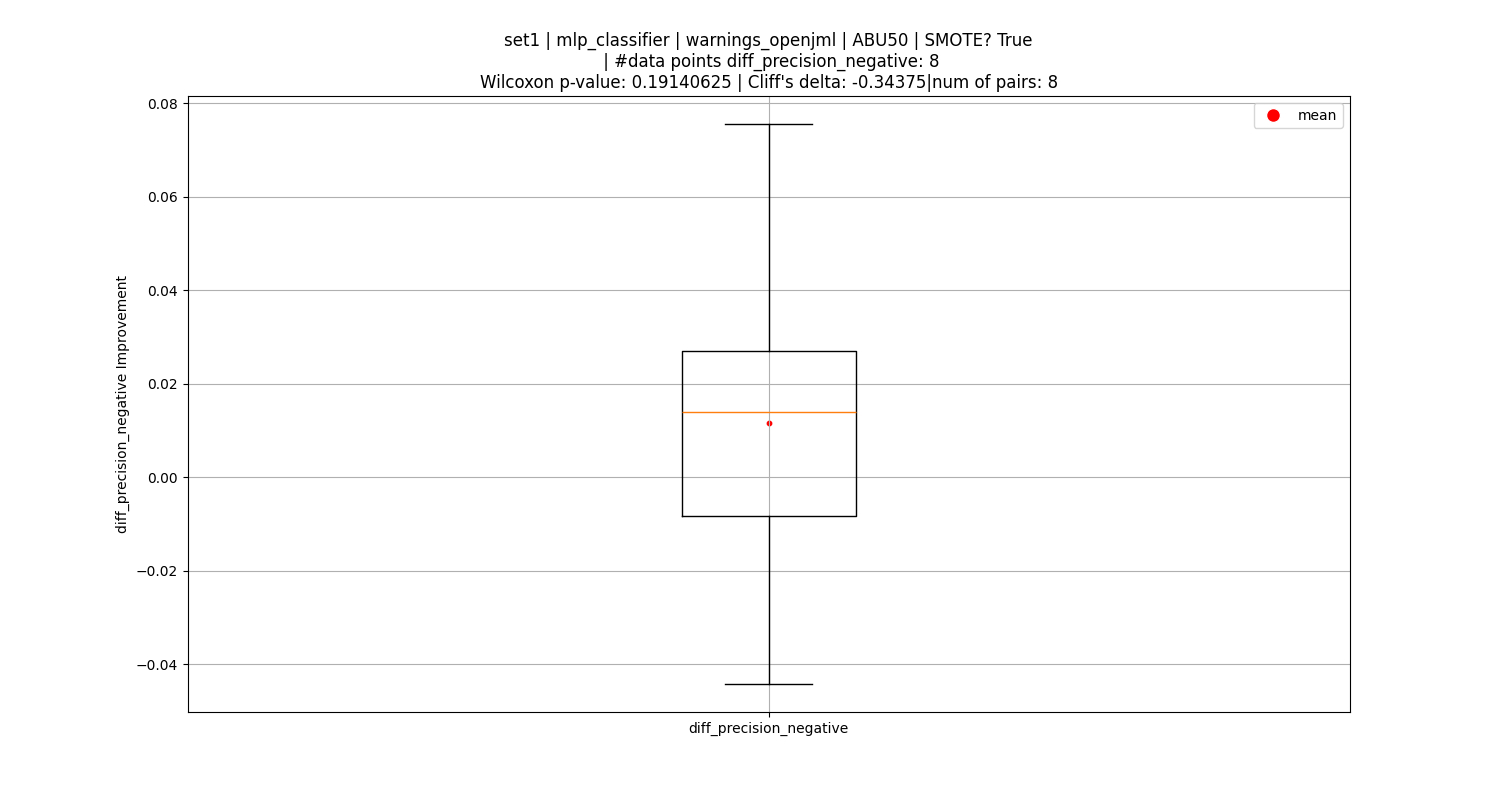 set1 | mlp_classifier | warnings_openjml | ABU50 | SMOTE? True
| #data points diff_precision_negative: 8
Wilcoxon p-value: 0.19140625 | Cliff's delta: -0.34375|num of pairs: 8
mean
0.08
0.06
0.04
0.02
0.00
−0.02
−0.04
diff_precision_negative Improvement
diff_precision_negative